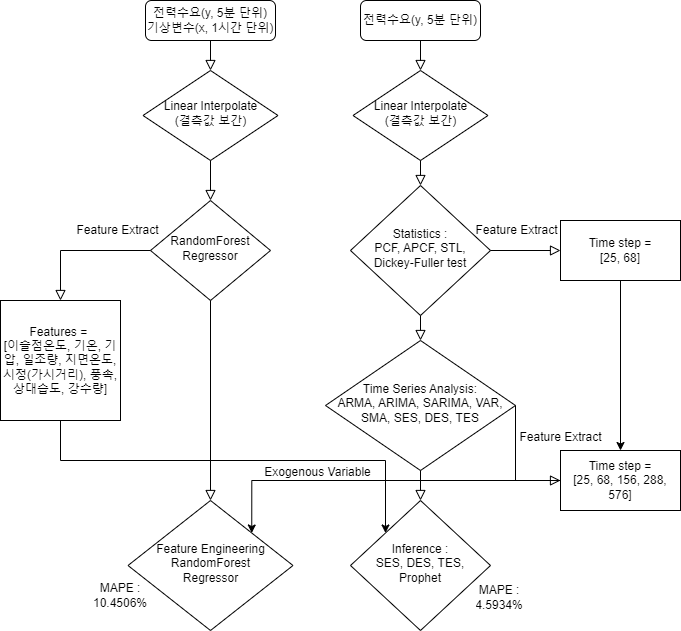 전력수요(y, 5분 단위)
기상변수(x, 1시간 단위)
전력수요(y, 5분 단위)
Linear Interpolate
(결측값 보간)
Linear Interpolate
(결측값 보간)
Feature Extract
RandomForest
Regressor
Statistics :
PCF, APCF, STL,
Dickey-Fuller test
Feature Extract
Time step =
[25, 68]
Features =
[이슬점온도, 기온, 기
압, 일조량, 지면온도,
시정(가시거리), 풍속,
상대습도, 강수량]
Time Series Analysis:
ARMA, ARIMA, SARIMA, VAR,
SMA, SES, DES, TES
Feature Extract
Exogenous Variable
Time step =
[25, 68, 156, 288,
576]
Feature Engineering
RandomForest
Regressor
MAPE :
10.4506%
Inference :
SES, DES, TES,
Prophet
MAPE :
4.5934%